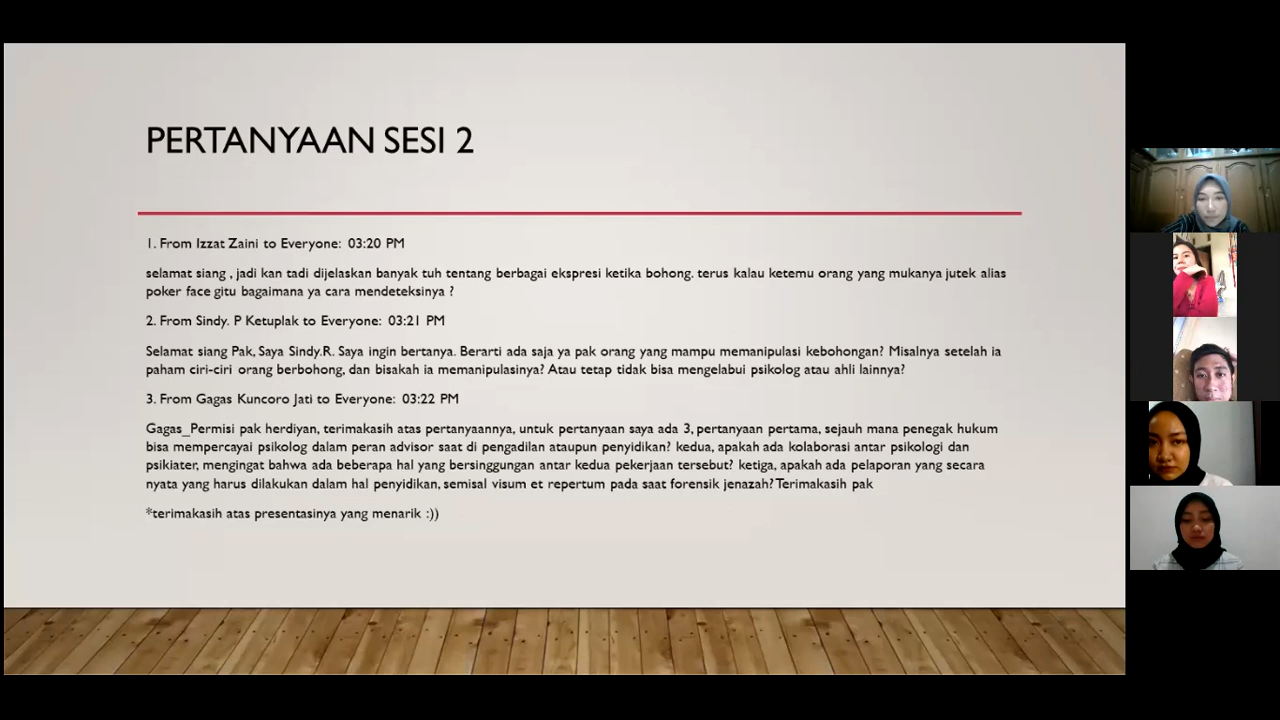 PERTANYAAN SESI 2
1. From Izzat Zaini to Everyone: 03:20 PM
selamat siang , jadi kan tadi dijelaskan banyak tuh tentang berbagai ekspresi ketika bohong. terus kalau ketemu orang yang mukanya jutek alias
poker face gitu bagaimana ya cara mendeteksinya ?
2. From Sindy. P Ketuplak to Everyone: 03:21 PM
Selamat siang Pak, Saya Sindy.R. Saya ingin bertanya. Berarti ada saja ya pak orang yang mampu memanipulasi kebohongan? Misalnya setelah ia
paham ciri-ciri orang berbohong, dan bisakah ia memanipulasinya? Atau tetap tidak bisa mengelabui psikolog atau ahli lainnya?
3. From Gagas Kuncoro Jati to Everyone: 03:22 PM
Gagas_Permisi pak herdiyan, terimakasih atas pertanyaannya, untuk pertanyaan saya ada 3, pertanyaan pertama, sejauh mana penegak hukum
bisa mempercayai psikolog dalam peran advisor saat di pengadilan ataupun penyidikan? kedua, apakah ada kolaborasi antar psikologi dan
psikiater, mengingat bahwa ada beberapa hal yang bersinggungan antar kedua pekerjaan tersebut? ketiga, apakah ada pelaporan yang secara
nyata yang harus dilakukan dalam hal penyidikan, semisal visum et repertum pada saat forensik jenazah? Terimakasih pak
*terimakasih atas presentasinya yang menarik :))